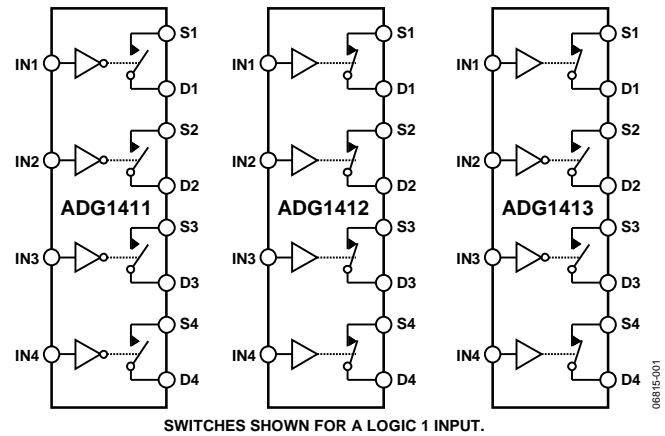 S1 S1 S1
IN1 IN1 IN1
D1 D1 D1
S2 S2 S2
IN2 IN2 IN2
D2 D2 D2
ADG1411 ADG1412 ADG1413
S3 S3 S3
IN3 IN3 IN3
D3 D3 D3
S4 S4 S4
IN4 IN4 IN4
D4 D4 D4
06815-001
SWITCHES SHOWN FOR A LOGIC 1 INPUT.